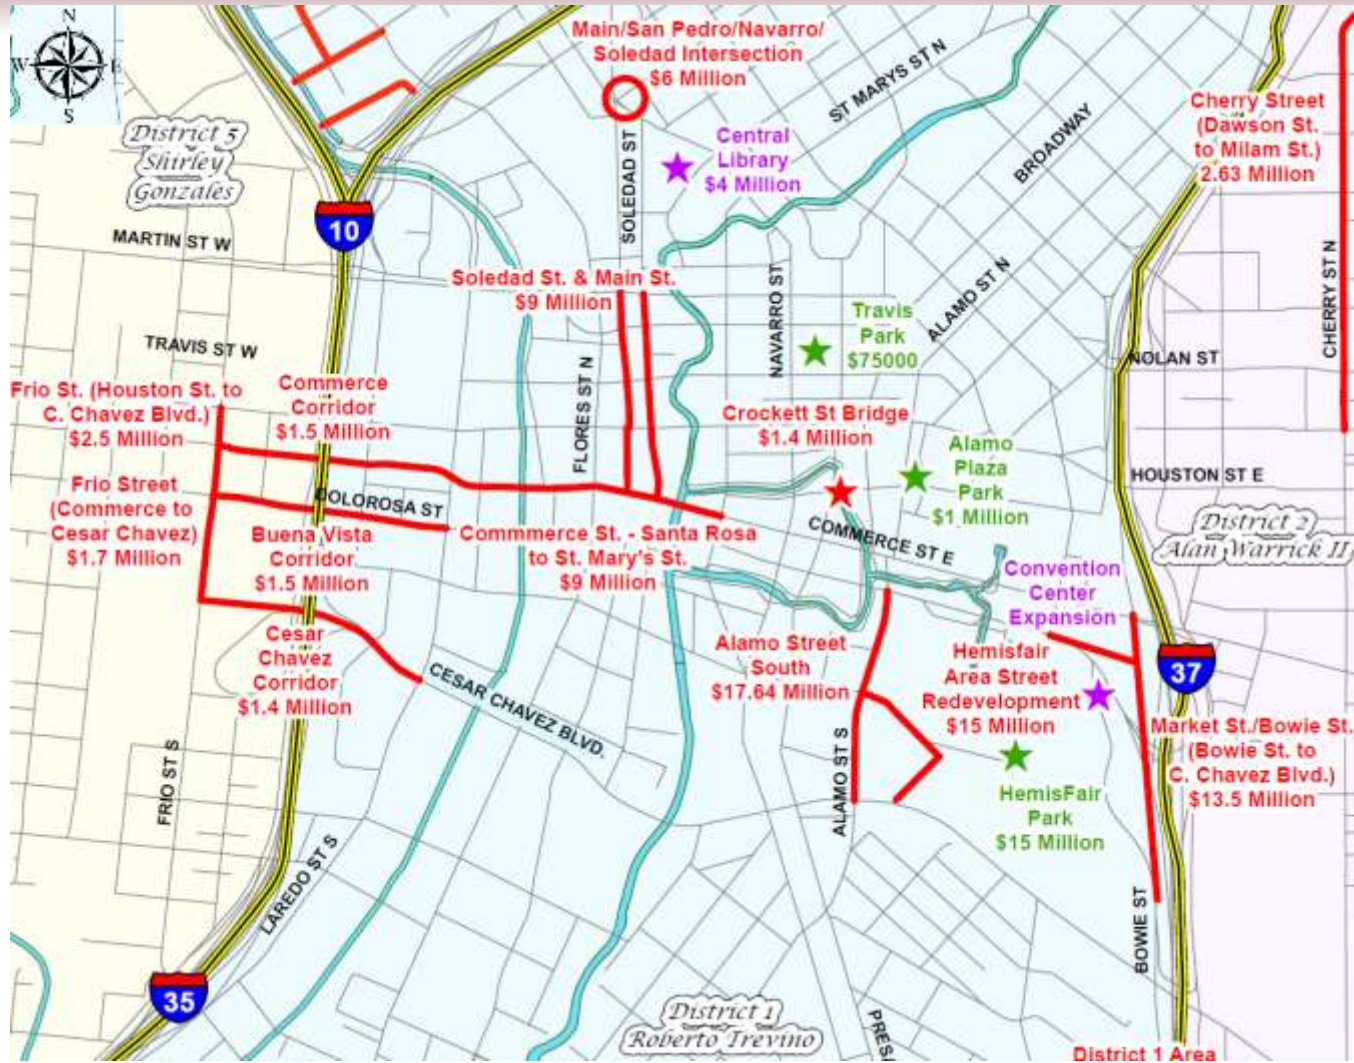 N
W
E
S
Main/San Pedro/Navarro/
Soledad Intersection
$6 Million
ST MARYS ST N
BROADWAY
Cherry Street
(Dawson St.
to Milam St.)
2.63 Million
District 5
Shirley
Gonzales
Central
Library
$4 Million
SOLEDAD ST
10
MARTIN ST W
CHERRY ST N
Soledad St. & Main St.
$9 Million
NAVARRO ST
ALAMO ST N
Travis
Park
$75000
TRAVIS ST W
NOLAN ST
Frio St. (Houston St. to
C. Chavez Blvd.)
$2.5 Million
Commerce
Corridor
$1.5 Million
FLORES ST N
Crockett St Bridge
$1.4 Million
Alamo
Plaza
Park
$1 Million
HOUSTON ST E
Frio Street
(Commerce to
Cesar Chavez)
$1.7 Million
DOLOROSA ST
Buena Vista
Corridor
$1.5 Million
Commmerce St. - Santa Rosa
to St. Mary's St.
$9 Million
COMMERCE ST E
District 2
Alan Warrick II
Convention
Center
Expansion
Cesar
Chavez
Corridor
$1.4 Million
CESAR CHAVEZ BLVD.
Alamo Street
South
$17.64 Million
Hemisfair
Area Street
Redevelopment
$15 Million
37
Market St./Bowie St.
(Bowie St. to
C. Chavez Blvd.)
$13.5 Million
FRIO ST S
ALAMO ST S
HemisFair
Park
$15 Million
LAREDO ST S
BOWIE ST
35
District 1
Roberto Trevino
PRESA
District 1 Area